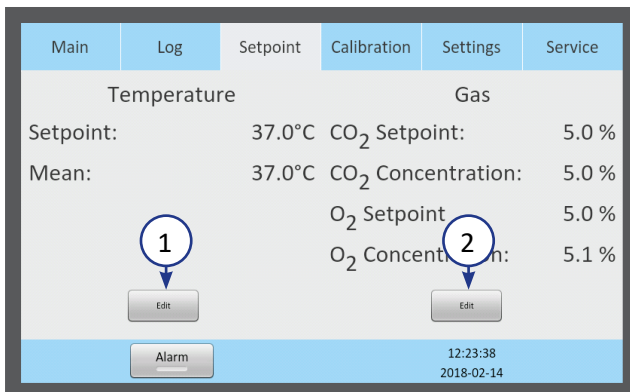 Main Log Setpoint Calibration Settings Service
Temperature
Setpoint: 37.0°C
Mean: 37.0°C
1
Edit
Gas
CO2 Setpoint: 5.0 %
CO2 Concentration: 5.0 %
O2 Setpoint 5.0 %
O2 5.1 %
2
Edit
Alarm
12:23:38
2018-02-14